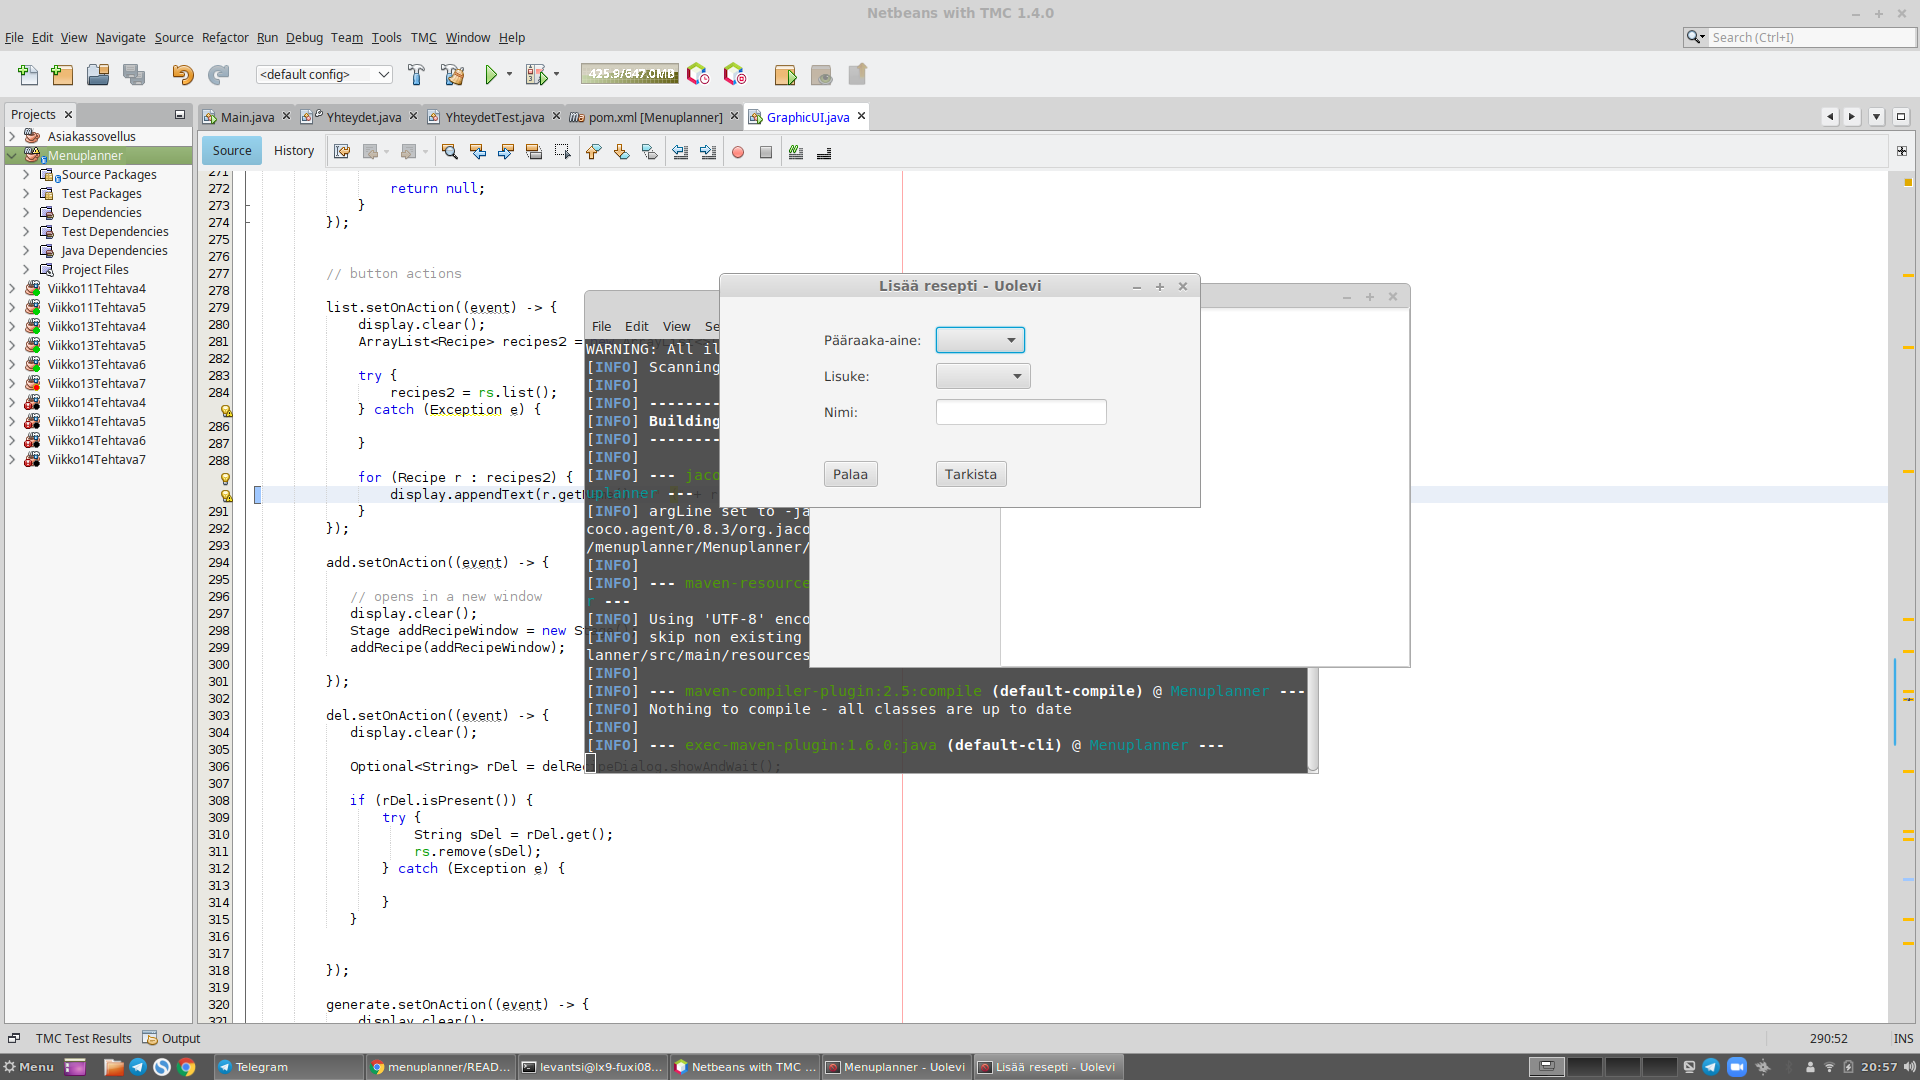 Netbeans with TMC 1.4.0
File Edit View Navigate Source Refactor Run Debug Team Tools TMC Window Help
Search (Ctrl+I)
<default config>
425.9/647.0MB
Projects
Main.java
Yhteydet.java
YhteydetTest.java
pom.xml [Menuplanner]
GraphicUI.java
Source
History
Asiakassovellus
Menuplanner
Source Packages
Test Packages
Dependencies
Test Dependencies
Java Dependencies
Project Files
Viikko11Tehtava4
Viikko11Tehtava5
Viikko13Tehtava4
Viikko13Tehtava5
Viikko13Tehtava6
Viikko13Tehtava7
Viikko14Tehtava4
Viikko14Tehtava5
Viikko14Tehtava6
Viikko14Tehtava7
271
272 return null;
273 }
274 });
275
276
277 // button actions
278
279 list.setOnAction((event) -> {
280 display.clear();
281 ArrayList<Recipe> recipes2 =
282
283 try {
284 recipes2 = rs.list();
} catch (Exception e) {
286
287 }
288
for (Recipe r : recipes2) {
display.appendText(r.get
291 }
292 });
293
294 add.setOnAction((event) -> {
295
296 // opens in a new window
297 display.clear();
298 Stage addRecipeWindow = new S
299 addRecipe(addRecipeWindow);
300
301 });
302
303 del.setOnAction((event) -> {
304 display.clear();
305
306 Optional<String> rDel = delRecipeDialog.showAndWait();
307
308 if (rDel.isPresent()) {
309 try {
310 String sDel = rDel.get();
311 rs.remove(sDel);
312 } catch (Exception e) {
313
314 }
315 }
316
317
318 });
319
320 generate.setOnAction((event) -> {
321 display.clear();
File Edit View Se
WARNING: All il
[INFO] Scanning
[INFO]
[INFO] --------
[INFO] Building
[INFO] --------
[INFO]
[INFO] --- jaco
uplanner ---
[INFO] argLine set to -ja
coco.agent/0.8.3/org.jaco
/menuplanner/Menuplanner/
[INFO]
[INFO] --- maven-resource
r ---
[INFO] Using 'UTF-8' enco
[INFO] skip non existing
lanner/src/main/resources
[INFO]
[INFO] --- maven-compiler-plugin:2.5:compile (default-compile) @ Menuplanner ---
[INFO] Nothing to compile - all classes are up to date
[INFO]
[INFO] --- exec-maven-plugin:1.6.0:java (default-cli) @ Menuplanner ---
Lisää resepti - Uolevi
Pääraaka-aine:
Lisuke:
Nimi:
Palaa
Tarkista
TMC Test Results
Output
290:52
INS
Menu
Telegram
menuplanner/READ...
levantsi@lx9-fuxi08...
Netbeans with TMC ...
Menuplanner - Uolevi
Lisää resepti - Uolevi
20:57